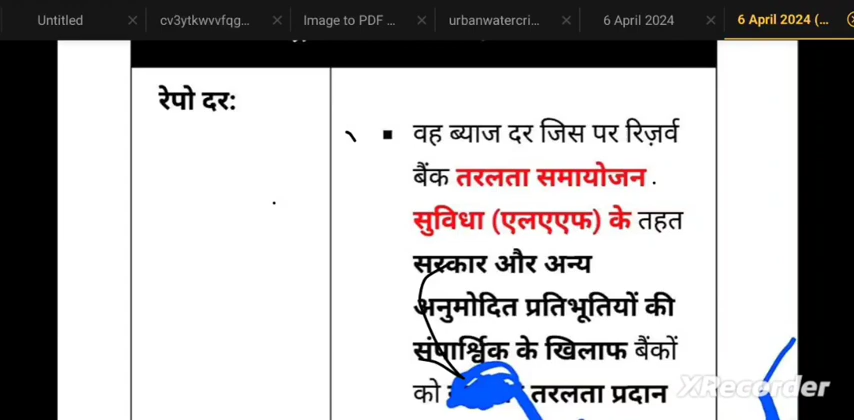 Untitled
cv3ytkwvvfqg...
Image to PDF ...
urbanwatercri...
6 April 2024
6 April 2024 (...
रेपो दर:
▪ वह ब्याज दर जिस पर रिज़र्व
बैंक तरलता समायोजन
सुविधा (एलएएफ) के तहत
सरकार और अन्य
अनुमोदित प्रतिभूतियों की
संपार्श्विक के खिलाफ बैंकों
को तरलता प्रदान
XRecorder